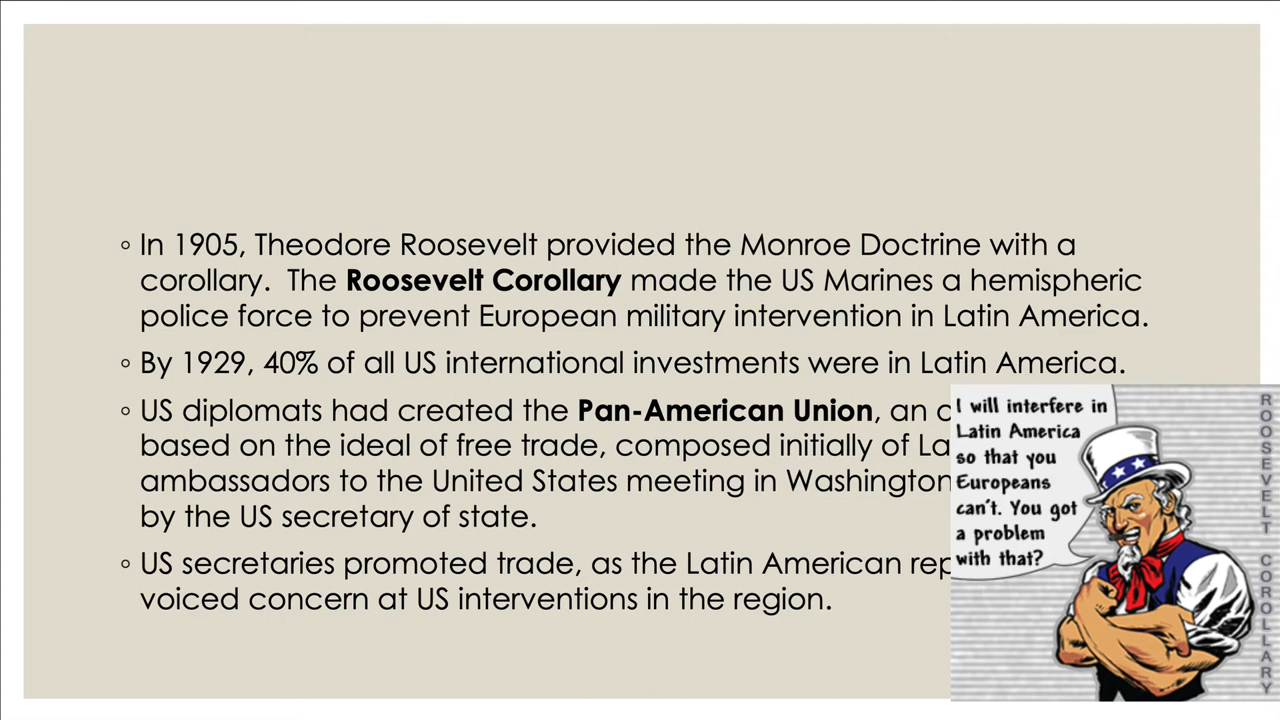 ◦ In 1905, Theodore Roosevelt provided the Monroe Doctrine with a
corollary. The Roosevelt Corollary made the US Marines a hemispheric
police force to prevent European military intervention in Latin America.
◦ By 1929, 40% of all US international investments were in Latin America.
◦ US diplomats had created the Pan-American Union, an
based on the ideal of free trade, composed initially of
ambassadors to the United States meeting in Washington
by the US secretary of state.
◦ US secretaries promoted trade, as the Latin American
voiced concern at US interventions in the region.
I will interfere in
Latin America
so that you
Europeans
can't. You got
a problem
with that?
ROOSEVELT COROLLARY